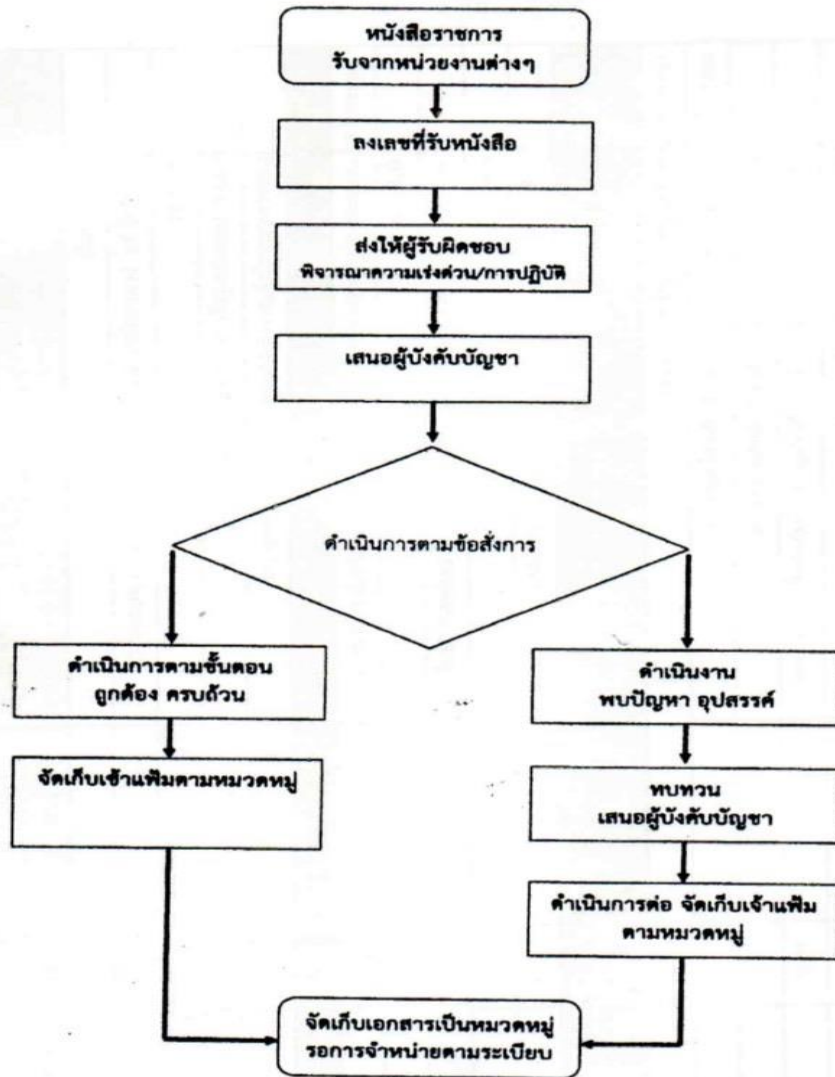 หนังสือราชการ
รับจากหน่วยงานต่างๆ
ลงเลขที่รับหนังสือ
ส่งให้ผู้รับผิดชอบ
พิจารณาความเร่งด่วน/การปฏิบัติ
เสนอผู้บังคับบัญชา
ดำเนินการตามข้อสั่งการ
ดำเนินการตามขั้นตอน
ถูกต้อง ครบถ้วน
จัดเก็บเข้าแฟ้มตามหมวดหมู่
ดำเนินงาน
พบปัญหา อุปสรรค์
ทบทวน
เสนอผู้บังคับบัญชา
ดำเนินการต่อ จัดเก็บเจ้าแฟ้ม
ตามหมวดหมู่
จัดเก็บเอกสารเป็นหมวดหมู่
รอการจำหน่ายตามระเบียบ